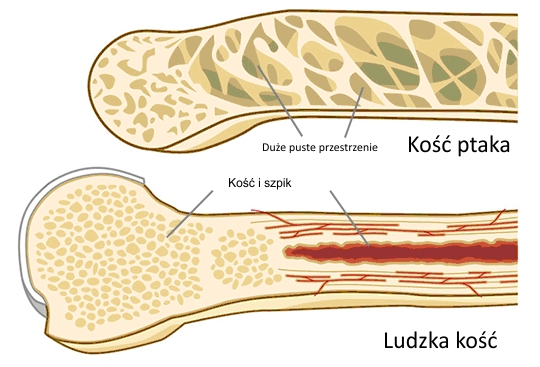 Duże puste przestrzenie
Kość ptaka
Kość i szpik
Ludzka kość